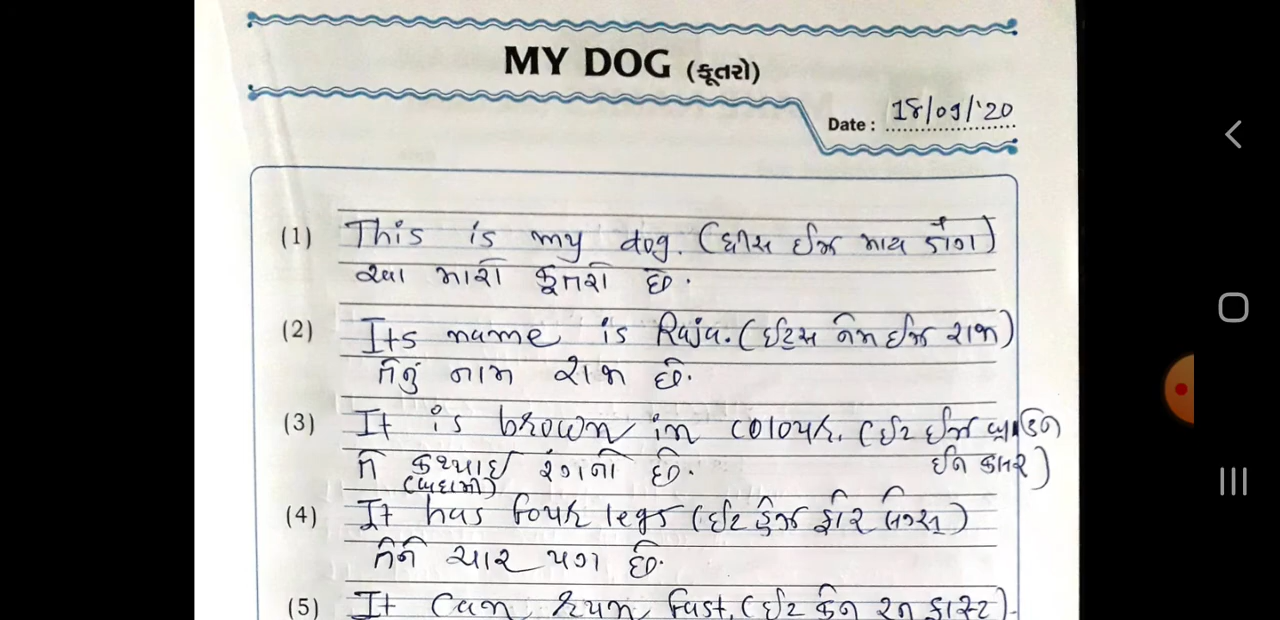 MY DOG (કૂતરો)
Date : 18/09/'20
(1) This is my dog. (ધીસ ઈઝ માય ડૉગ)
આ મારો કૂતરો છે.
(2) Its name is Raja. (ઈટ્સ નેમ ઈઝ રાજા)
તેનું નામ રાજા છે.
(3) It is brown in colour. (ઈટ ઈઝ બ્રાઉન
ઈન કલર)
તે કથ્થાઈ રંગનો છે.
(બદામી)
(4) It has four legs (ઈટ હેઝ ફોર લેગ્સ)
તેને ચાર પગ છે.
(5) It can run fast. (ઈટ કેન રન ફાસ્ટ).